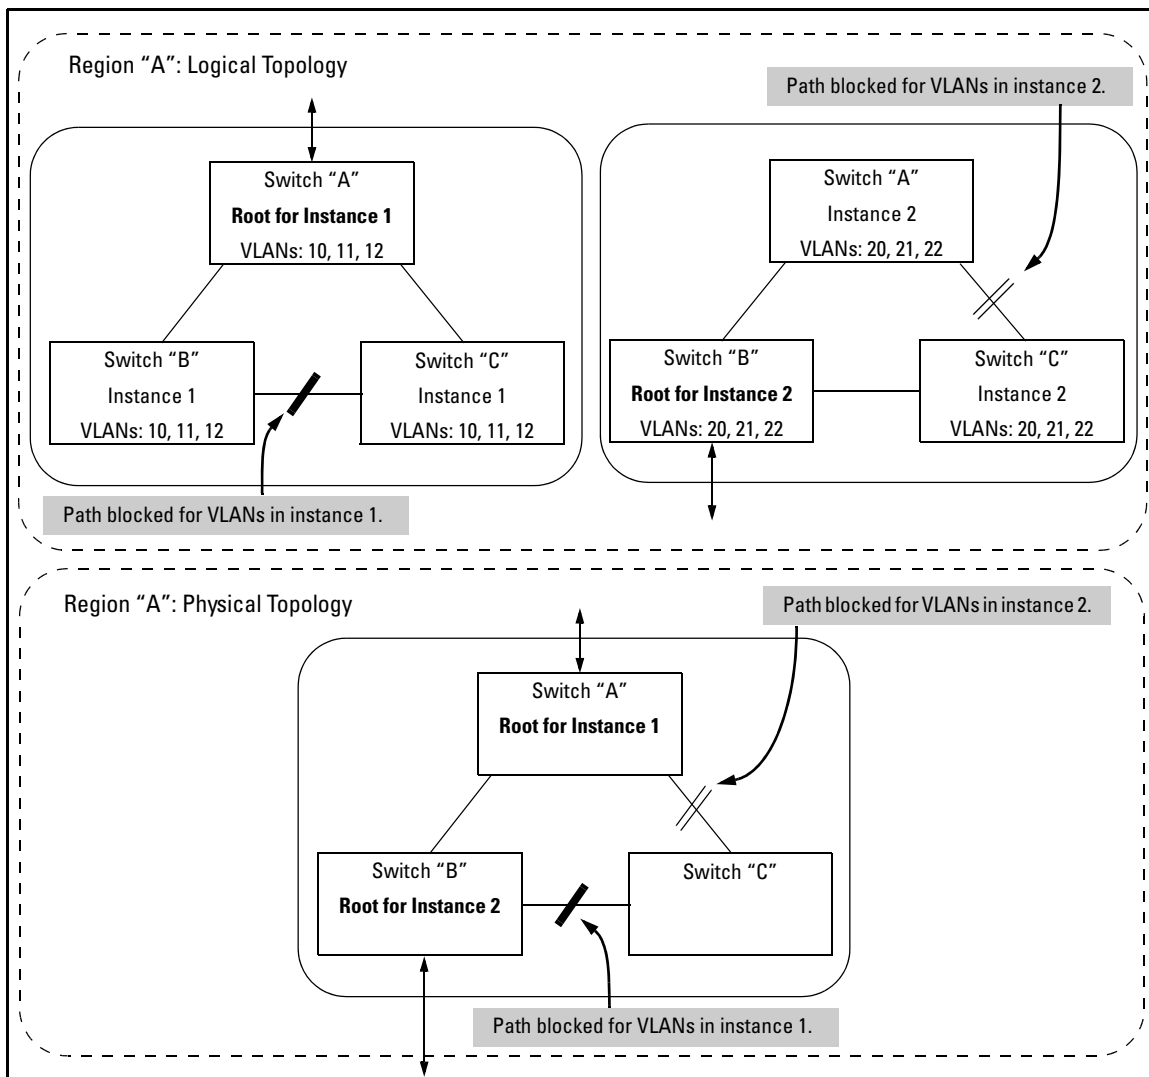 Region “A”: Logical Topology
Path blocked for VLANs in instance 2.
Switch “A”
Root for Instance 1
VLANs: 10, 11, 12
Switch “B”
Instance 1
VLANs: 10, 11, 12
Switch “C”
Instance 1
VLANs: 10, 11, 12
Path blocked for VLANs in instance 1.
Switch “A”
Instance 2
VLANs: 20, 21, 22
Switch “B”
Root for Instance 2
VLANs: 20, 21, 22
Switch “C”
Instance 2
VLANs: 20, 21, 22
Region “A”: Physical Topology
Path blocked for VLANs in instance 2.
Switch “A”
Root for Instance 1
Switch “B”
Root for Instance 2
Switch “C”
Path blocked for VLANs in instance 1.